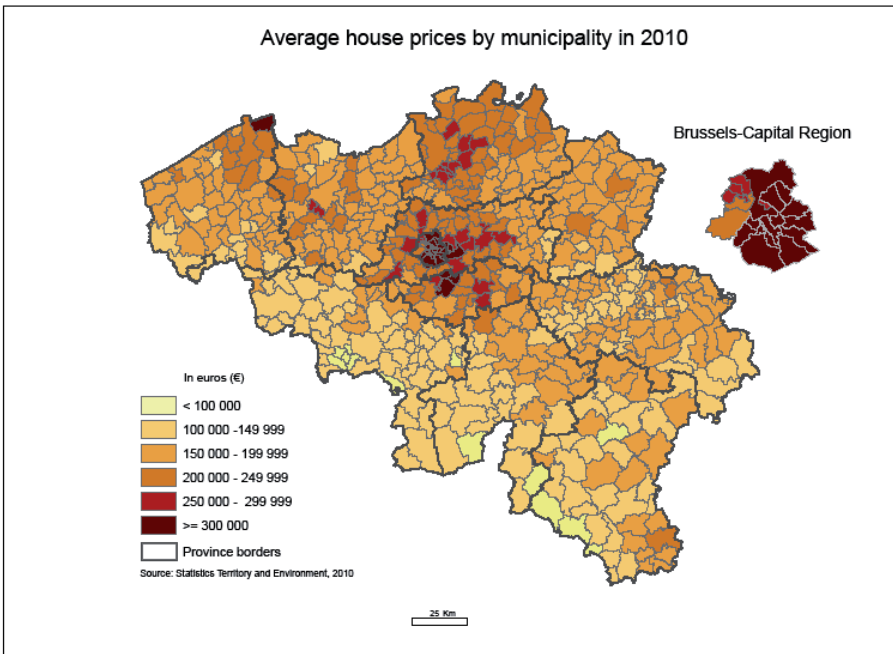 Average house prices by municipality in 2010
Brussels-Capital Region
In euros (€)
< 100 000
100 000 -149 999
150 000 - 199 999
200 000 - 249 999
250 000 - 299 999
>= 300 000
Province borders
Source: Statistics Territory and Environment, 2010
25 Km